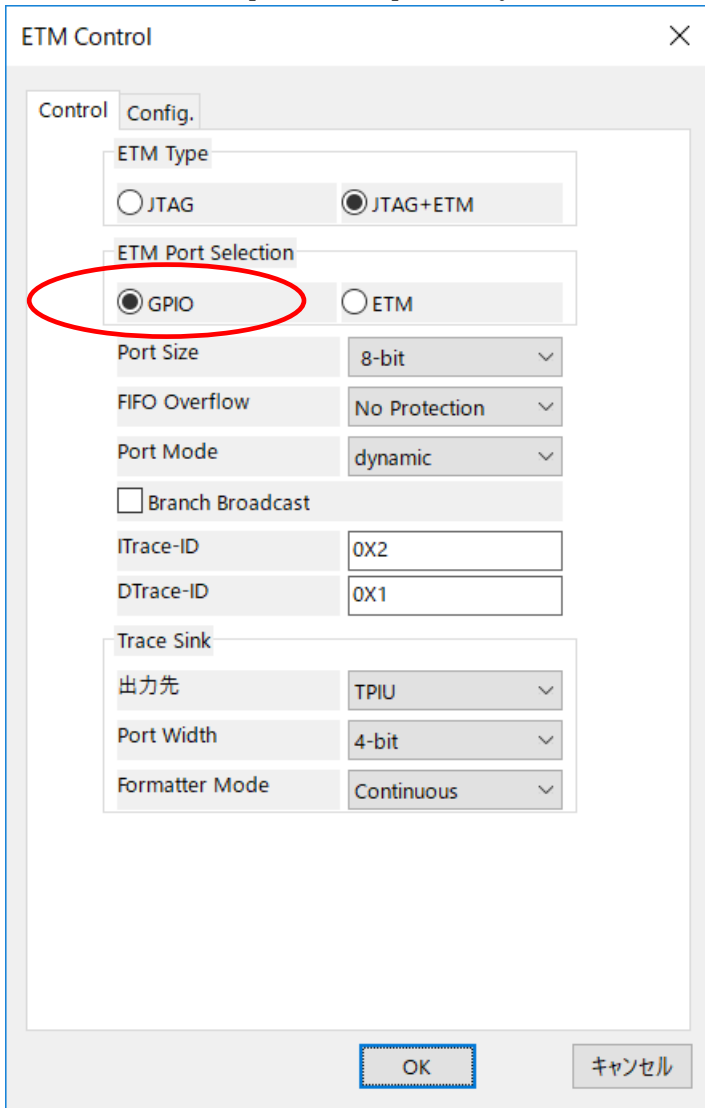 ETM Control
Control Config.
ETM Type
JTAG JTAG+ETM
ETM Port Selection
GPIO ETM
Port Size 8-bit
FIFO Overflow No Protection
Port Mode dynamic
Branch Broadcast
ITrace-ID 0X2
DTrace-ID 0X1
Trace Sink
出力先 TPIU
Port Width 4-bit
Formatter Mode Continuous
OK キャンセル